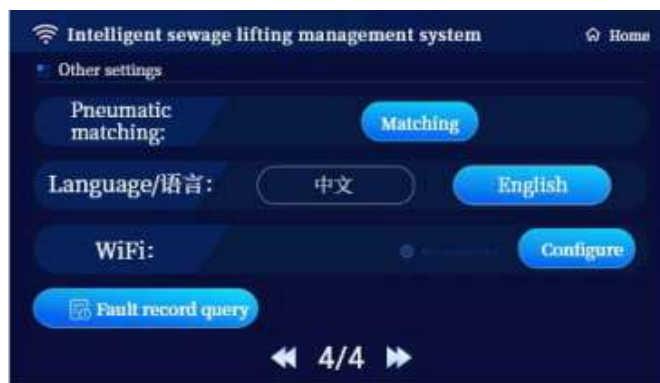 Intelligent sewage lifting management system
Home
Other settings
Pneumatic
matching:
Matching
Language/语言:
中文
English
WiFi:
Configure
Fault record query
4/4